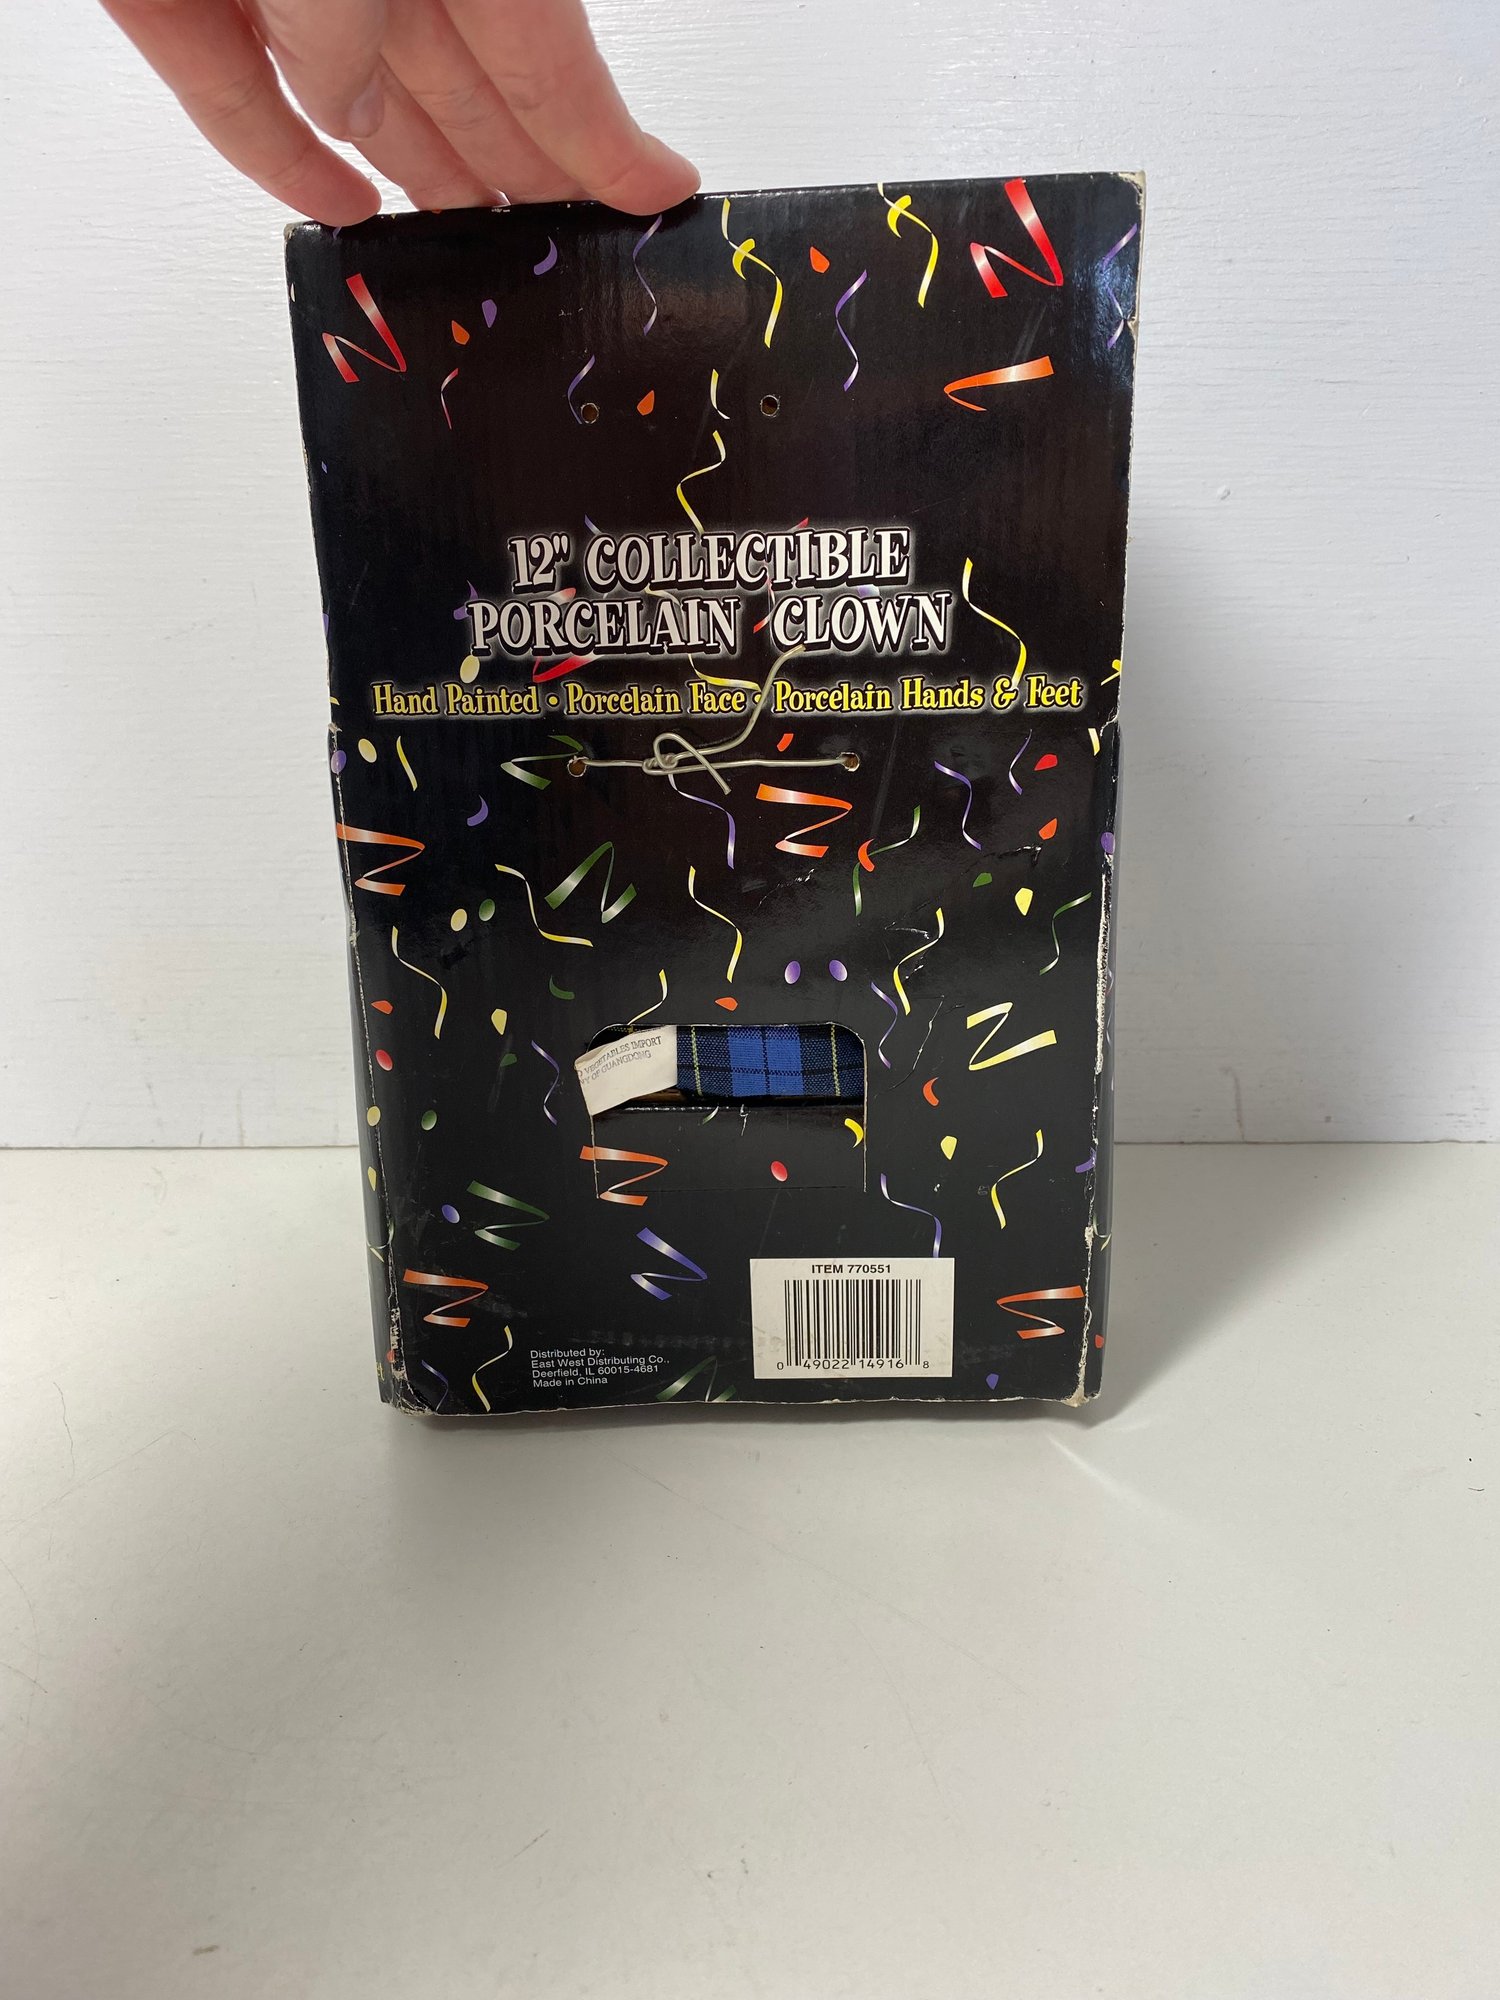 12" COLLECTIBLE
PORCELAIN CLOWN
Hand Painted • Porcelain Face • Porcelain Hands & Feet
VEGETABLES IMPORT
OF GUANGDONG
ITEM 770551
0 49022 14916 8
Distributed by:
East West Distributing Co.,
Deerfield, IL 60015-4681
Made in China